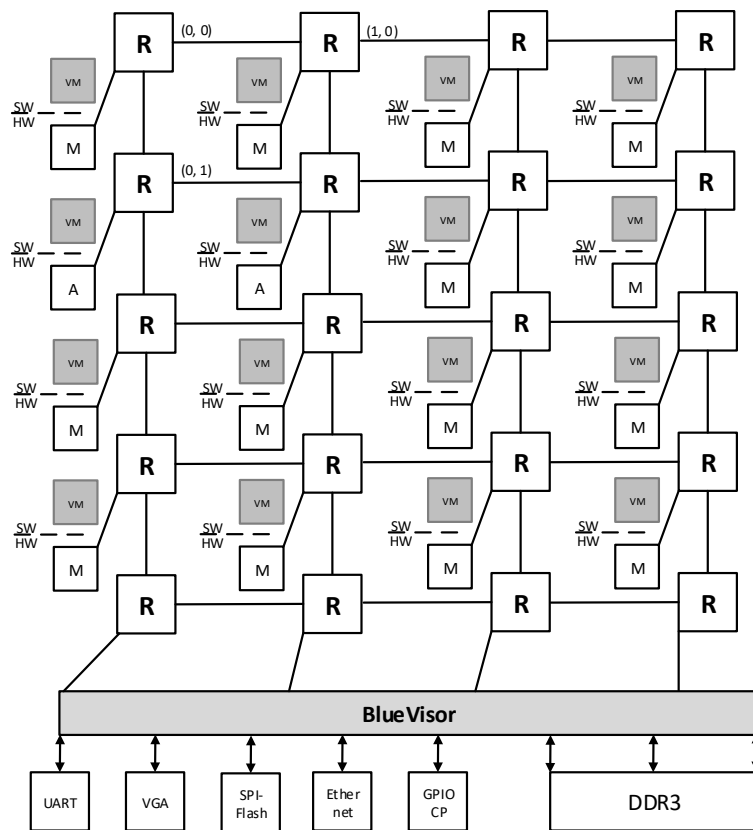 R (0, 0) R (1, 0) R R
VM VM VM VM
SW SW SW SW
HW HW HW HW
M M M M
R (0, 1) R R R
VM VM VM VM
SW SW SW SW
HW HW HW HW
A A M M
R R R R
VM VM VM VM
SW SW SW SW
HW HW HW HW
M M M M
R R R R
VM VM VM VM
SW SW SW SW
HW HW HW HW
M M M M
R R R R
BlueVisor
UART VGA SPI- Ether GPIO DDR3
Flash net CP